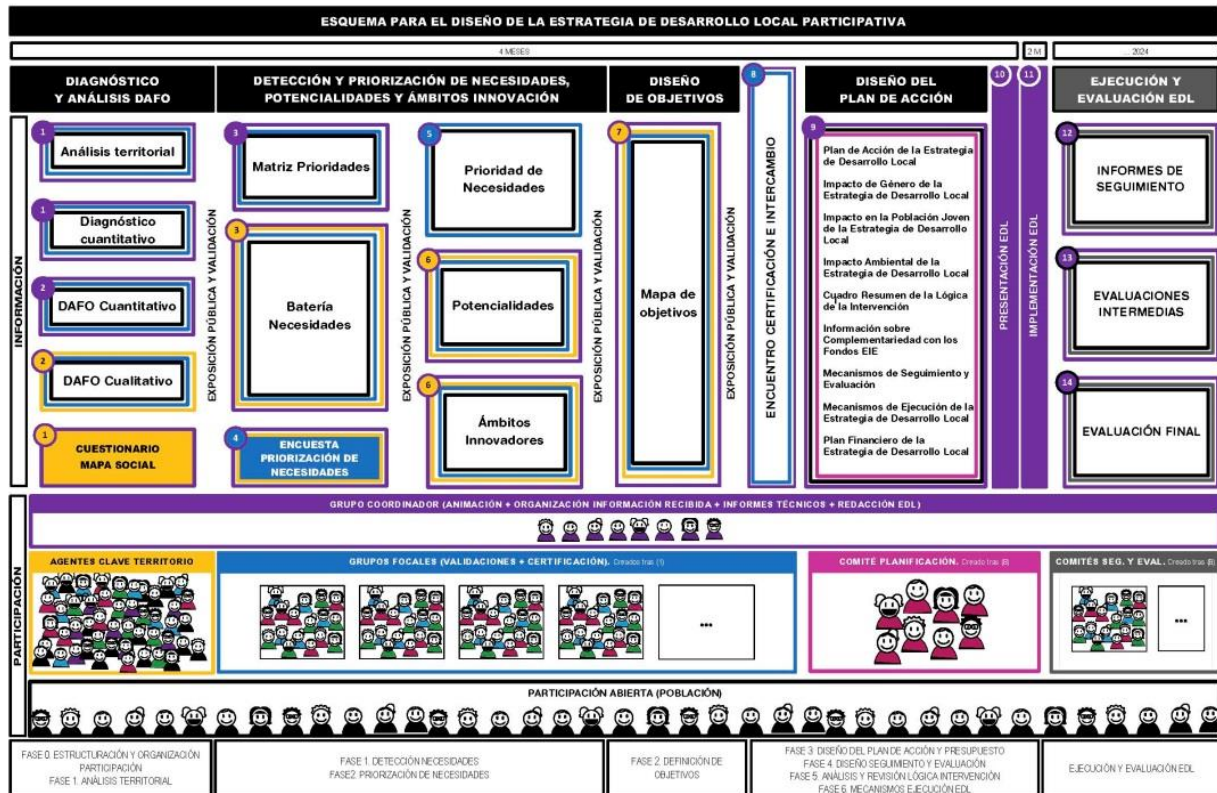 ESQUEMA PARA EL DISEÑO DE LA ESTRATEGIA DE DESARROLLO LOCAL PARTICIPATIVA
4 MESES
2 M
... 2024
DIAGNÓSTICO
Y ANÁLISIS DAFO
DETECCIÓN Y PRIORIZACIÓN DE NECESIDADES,
POTENCIALIDADES Y ÁMBITOS INNOVACIÓN
DISEÑO
DE OBJETIVOS
8
ENCUENTRO CERTIFICACIÓN E INTERCAMBIO
DISEÑO DEL
PLAN DE ACCIÓN
10
PRESENTACIÓN EDL
11
IMPLEMENTACIÓN EDL
EJECUCIÓN Y
EVALUACIÓN EDL
INFORMACIÓN
1
Análisis territorial
1
Diagnóstico
cuantitativo
2
DAFO Cuantitativo
2
DAFO Cualitativo
1
CUESTIONARIO
MAPA SOCIAL
EXPOSICIÓN PÚBLICA Y VALIDACIÓN
3
Matriz Prioridades
3
Batería
Necesidades
4
ENCUESTA
PRIORIZACIÓN DE
NECESIDADES
EXPOSICIÓN PÚBLICA Y VALIDACIÓN
5
Prioridad de
Necesidades
6
Potencialidades
6
Ámbitos
Innovadores
EXPOSICIÓN PÚBLICA Y VALIDACIÓN
7
Mapa de
objetivos
EXPOSICIÓN PÚBLICA Y VALIDACIÓN
9
Plan de Acción de la Estrategia
de Desarrollo Local
Impacto de Género de la
Estrategia de Desarrollo Local
Impacto en la Población Joven
de la Estrategia de Desarrollo
Local
Impacto Ambiental de la
Estrategia de Desarrollo Local
Cuadro Resumen de la Lógica
de la Intervención
Información sobre
Complementariedad con los
Fondos EIE
Mecanismos de Seguimiento y
Evaluación
Mecanismos de Ejecución de la
Estrategia de Desarrollo Local
Plan Financiero de la
Estrategia de Desarrollo Local
12
INFORMES DE
SEGUIMIENTO
13
EVALUACIONES
INTERMEDIAS
14
EVALUACIÓN FINAL
PARTICIPACIÓN
GRUPO COORDINADOR (ANIMACIÓN + ORGANIZACIÓN INFORMACIÓN RECIBIDA + INFORMES TÉCNICOS + REDACCIÓN EDL)
AGENTES CLAVE TERRITORIO
GRUPOS FOCALES (VALIDACIONES + CERTIFICACIÓN). Creados tras (1)
...
COMITÉ PLANIFICACIÓN. Creado tras (8)
COMITÉS SEG. Y EVAL. Creado tras (8)
...
PARTICIPACIÓN ABIERTA (POBLACIÓN)
FASE 0. ESTRUCTURACIÓN Y ORGANIZACIÓN
PARTICIPACIÓN
FASE 1. ANÁLISIS TERRITORIAL
FASE 1. DETECCIÓN NECESIDADES
FASE2. PRIORIZACIÓN DE NECESIDADES
FASE 2. DEFINICIÓN DE
OBJETIVOS
FASE 3. DISEÑO DEL PLAN DE ACCIÓN Y PRESUPUESTO
FASE 4. DISEÑO SEGUIMIENTO Y EVALUACIÓN
FASE 5. ANÁLISIS Y REVISIÓN LÓGICA INTERVENCIÓN
FASE 6. MECANISMOS EJECUCIÓN EDL
EJECUCIÓN Y EVALUACIÓN EDL